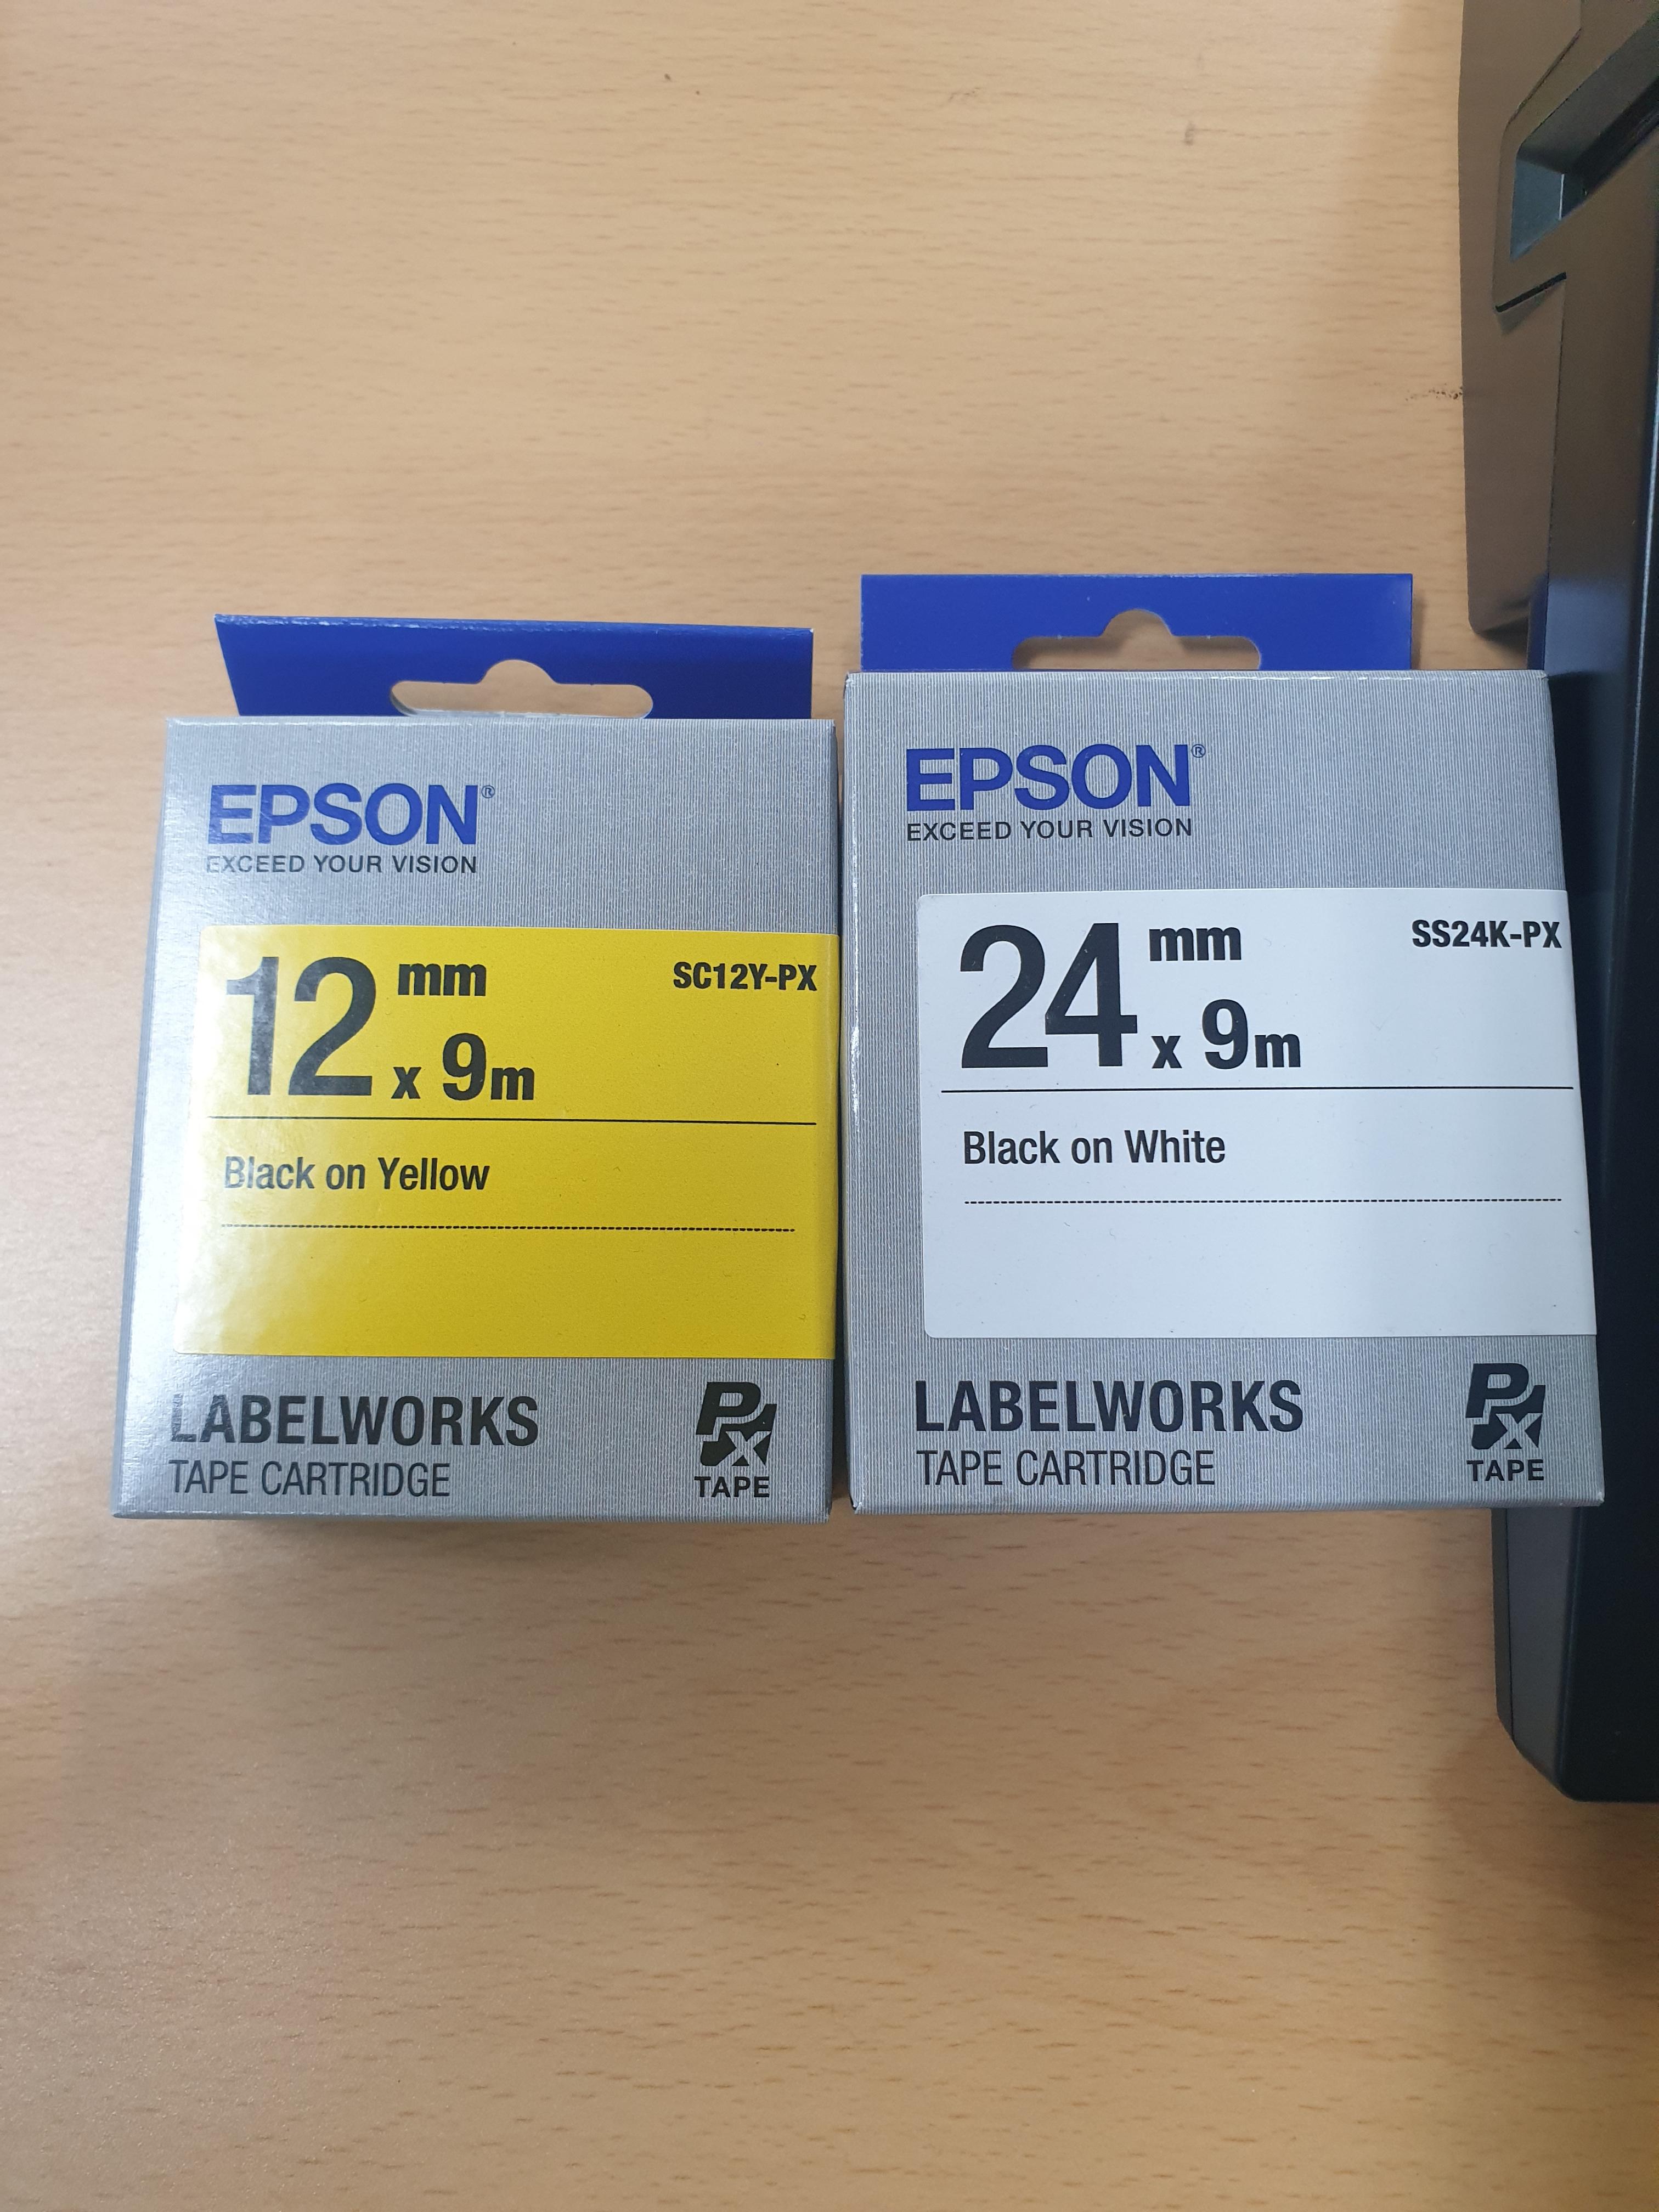 EPSON®
EXCEED YOUR VISION
12 mm x 9m
SC12Y-PX
Black on Yellow
LABELWORKS
TAPE CARTRIDGE
PX
TAPE
EPSON®
EXCEED YOUR VISION
24 mm x 9m
SS24K-PX
Black on White
LABELWORKS
TAPE CARTRIDGE
PX
TAPE